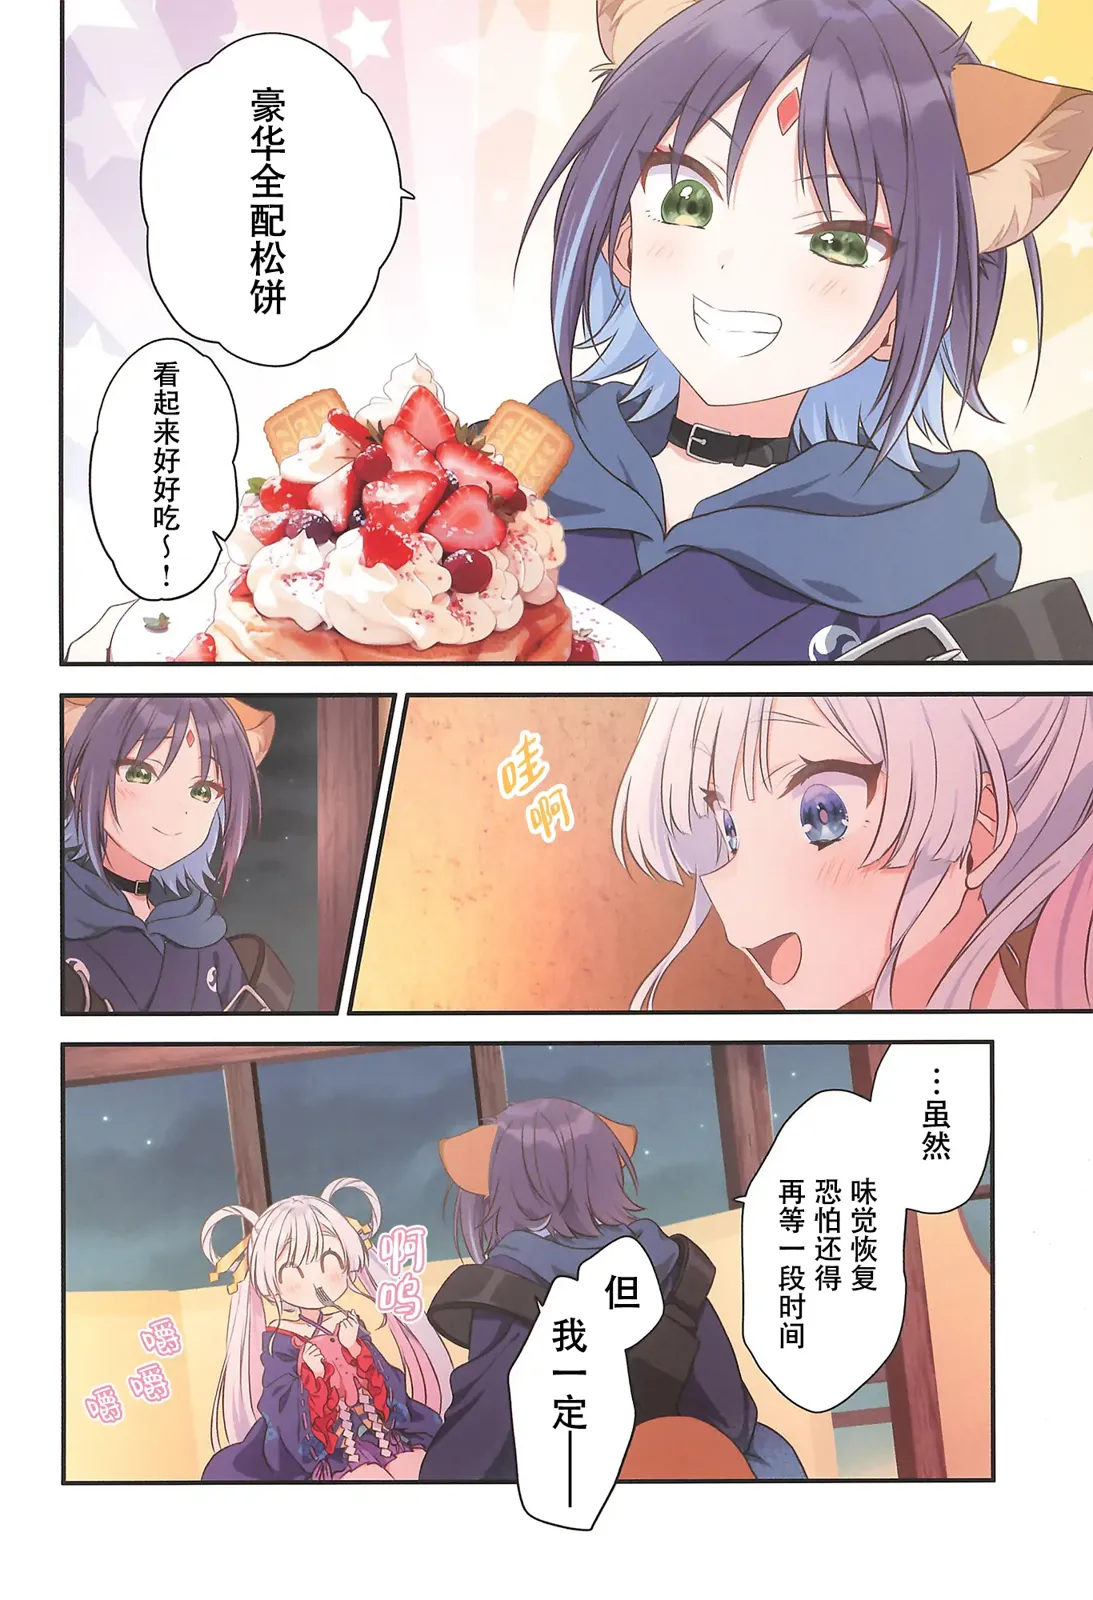 豪华全配松饼
看起来好好吃～！
哇
啊
…虽然
味觉恢复
恐怕还得
再等一段时间
但
我一定──
啊
呜
嚼
嚼
嚼